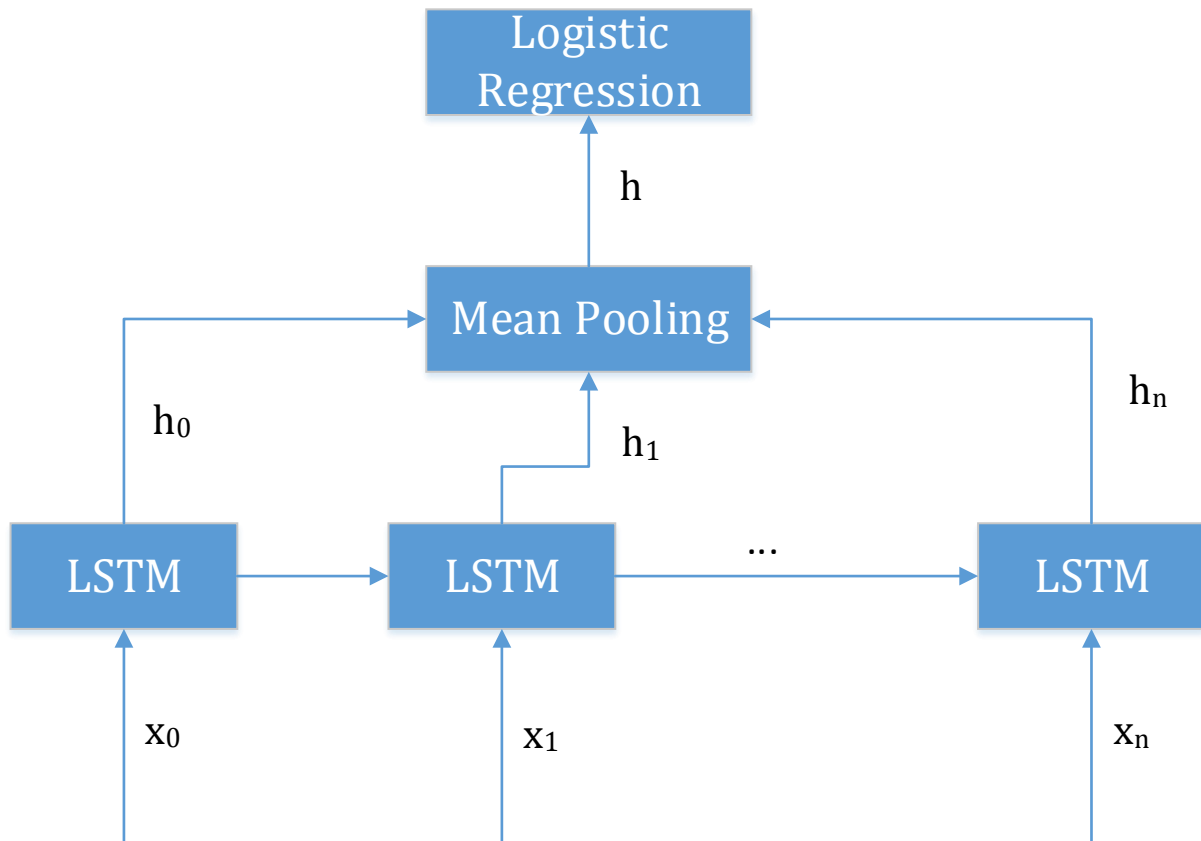 Logistic
Regression
h
Mean Pooling
h₀
h₁
hₙ
LSTM
LSTM
...
LSTM
x₀
x₁
xₙ